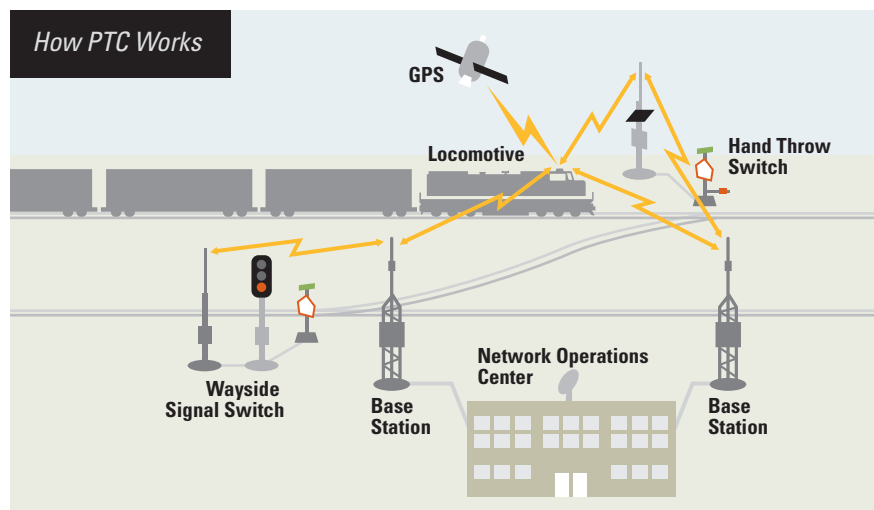 How PTC Works
GPS
Locomotive
Hand Throw
Switch
Wayside
Signal Switch
Base
Station
Network Operations
Center
Base
Station